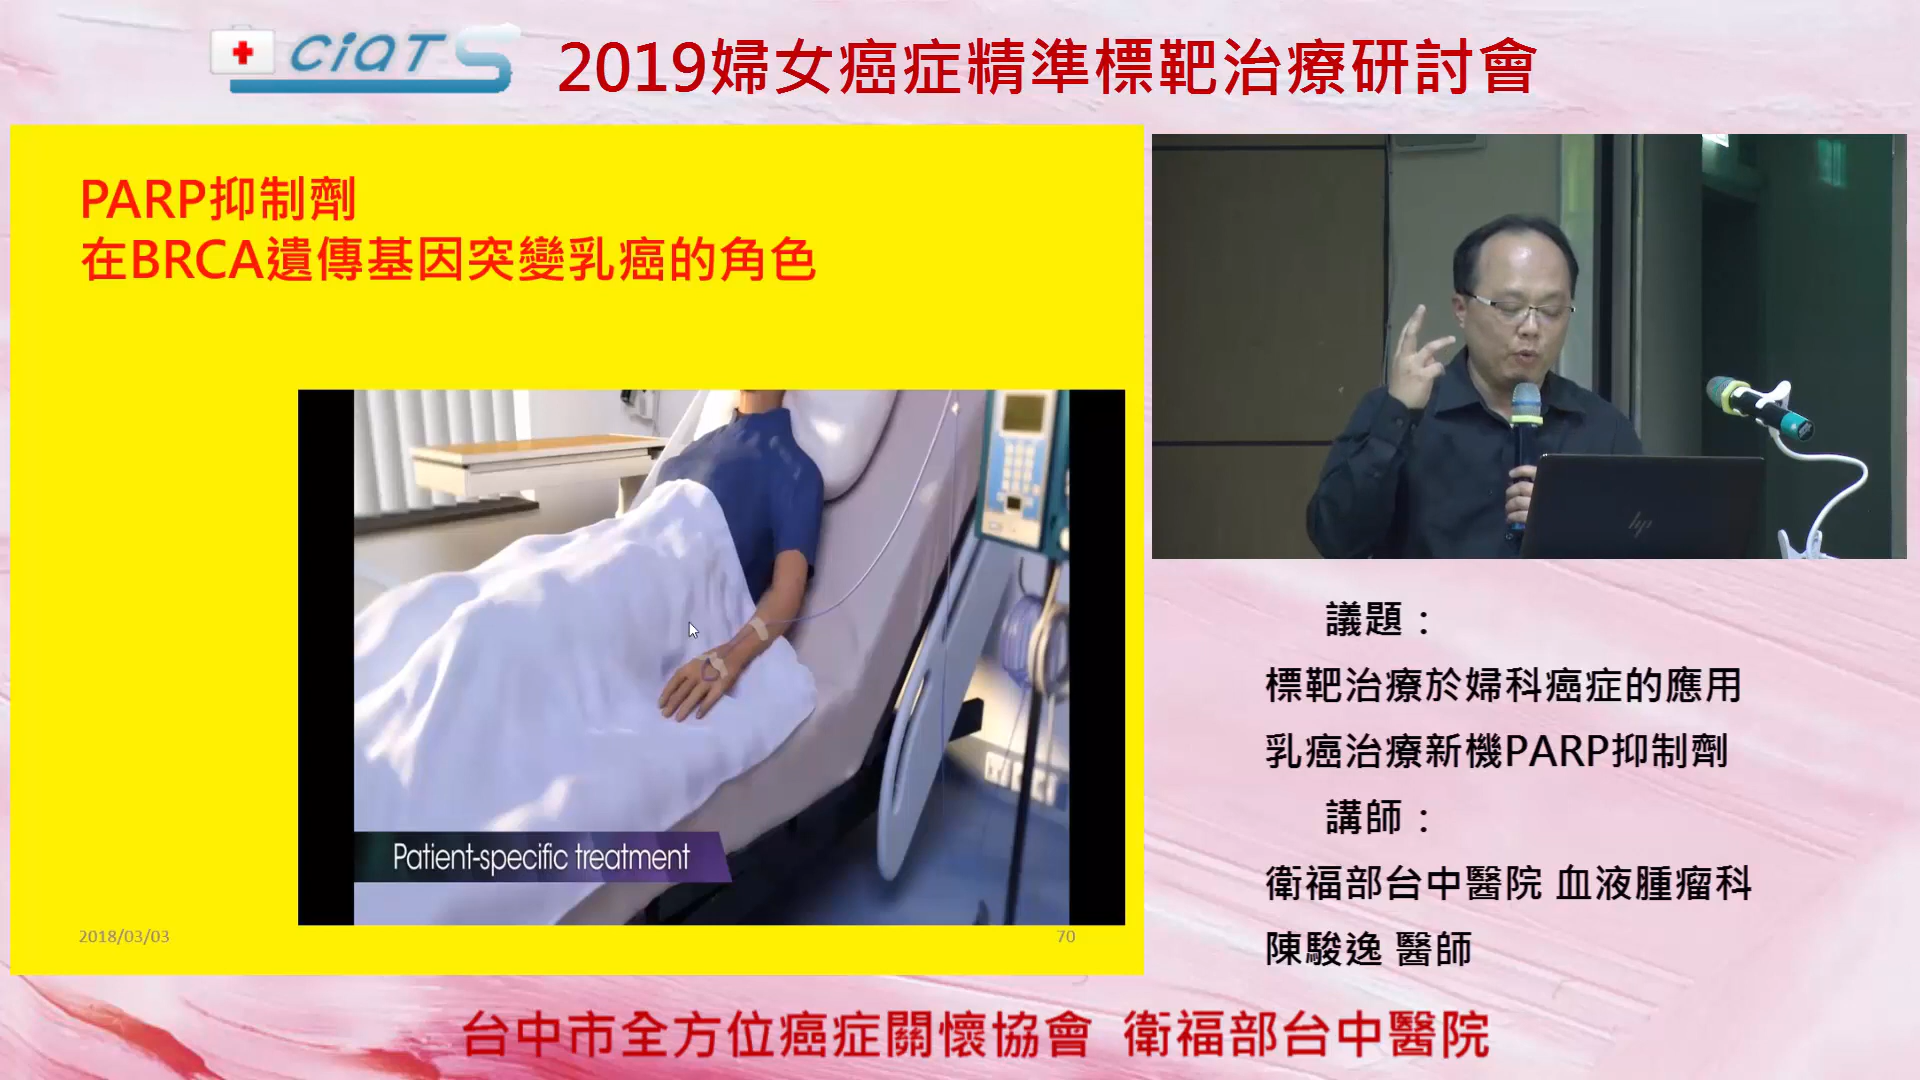 CiATS
2019婦女癌症精準標靶治療研討會
PARP抑制劑
在BRCA遺傳基因突變乳癌的角色
Patient-specific treatment
2018/03/03
70
hp
議題：
標靶治療於婦科癌症的應用
乳癌治療新機PARP抑制劑
講師：
衛福部台中醫院 血液腫瘤科
陳駿逸 醫師
台中市全方位癌症關懷協會 衛福部台中醫院